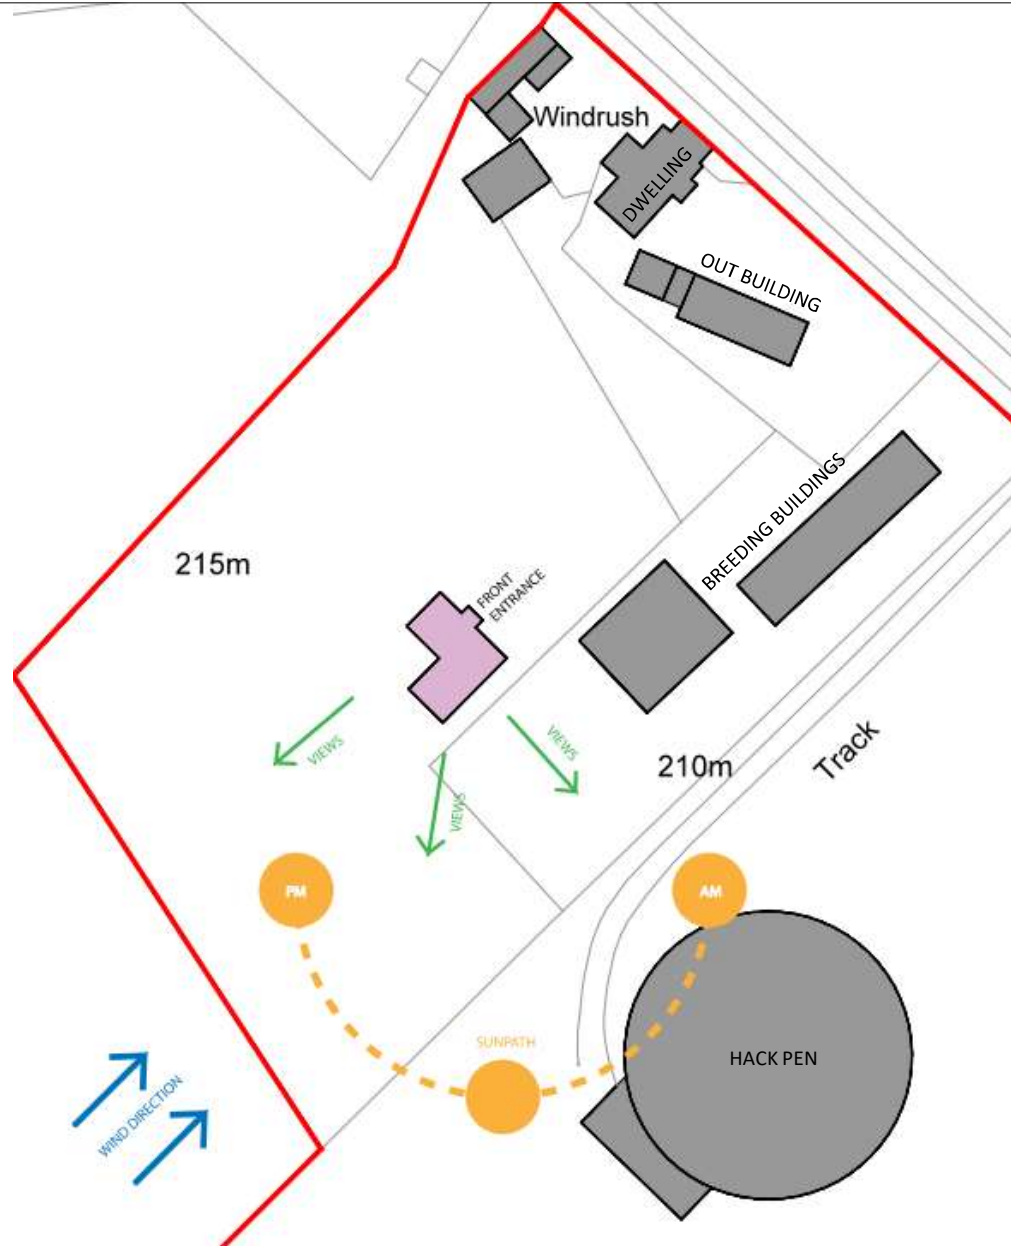 Windrush
DWELLING
OUT BUILDING
BREEDING BUILDINGS
215m
FRONT
ENTRANCE
VIEWS
VIEWS
VIEWS
210m
Track
PM
AM
SUNPATH
HACK PEN
WIND DIRECTION